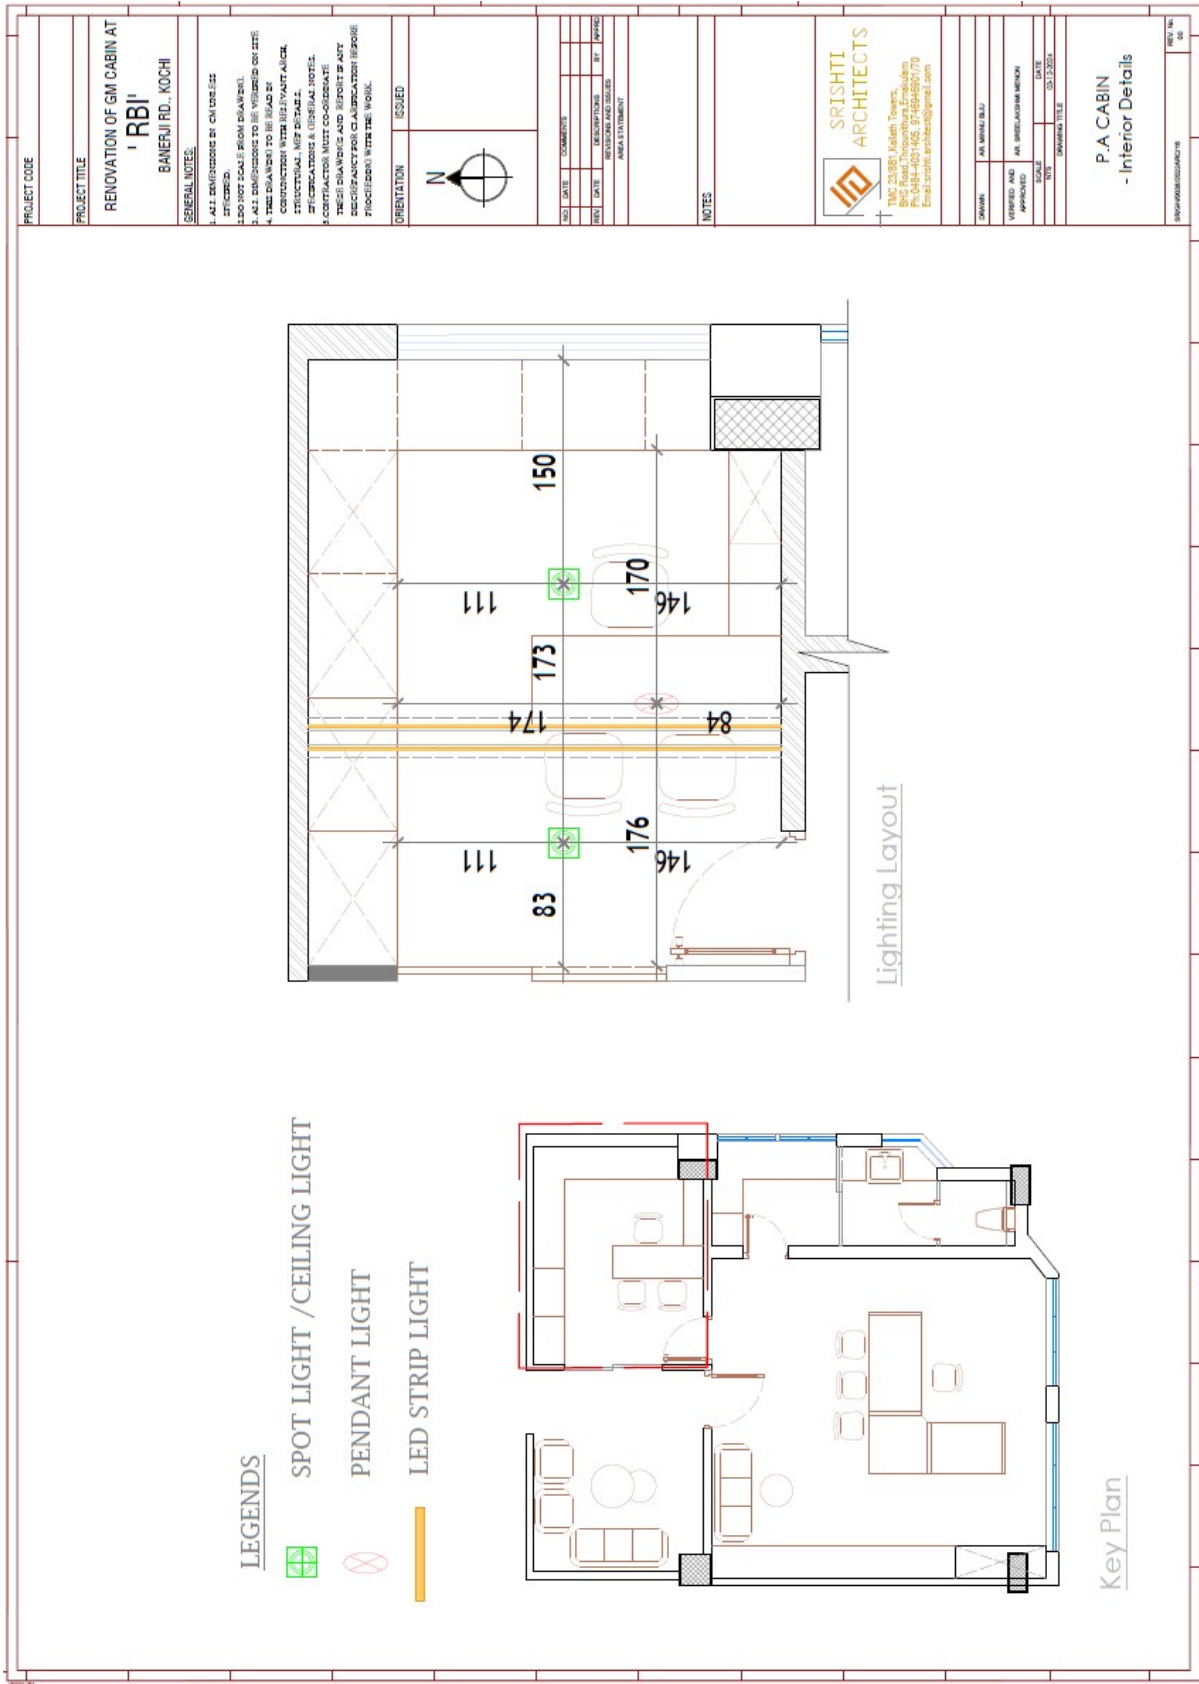 PROJECT CODE
PROJECT TITLE
RENOVATION OF GM CABIN AT
' RBI'
BANERJI RD., KOCHI
GENERAL NOTES:
1. ALL DIMENSIONS IN CM UNLESS
SPECIFIED.
2.DO NOT SCALE FROM DRAWING.
3. ALL DIMENSIONS TO BE VERIFIED ON SITE
4. THIS DRAWING TO BE READ IN
CONJUNCTION WITH RELEVANT ARCH,
STRUCTURAL, MEP DETAILS,
SPECIFICATIONS & GENERAL NOTES.
5.CONTRACTOR MUST CO-ORDINATE
THESE DRAWINGS AND REPORT IF ANY
DISCREPANCY FOR CLARIFICATION BEFORE
PROCEEDING WITH THE WORK.
ORIENTATION ISSUED
N
NO: DATE COMMENTS
REV: DATE DESCRIPTIONS BY APPRD
REVISIONS AND ISSUES
AREA STATEMENT
NOTES
SRISHTI
ARCHITECTS
BHS Road,Thripunithura,Ernakulam
DRAWN AR. MINNU BIJU
VERIFIED AND
APPROVED
AR. SREELAKSHMI MENON
SCALE DATE
NTS 03-12-2024
DRAWING TITLE
P.A CABIN
- Interior Details
REV. No.
00
LEGENDS
SPOT LIGHT /CEILING LIGHT
PENDANT LIGHT
LED STRIP LIGHT
Key Plan
83
173
150
176
170
111
146
174
84
111
146
Lighting Layout